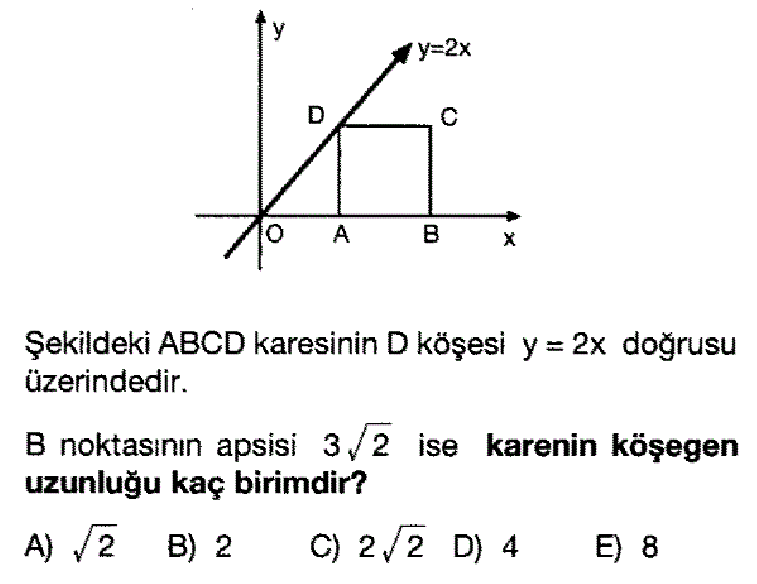 y
y=2x
D
C
O
A
B
x
Şekildeki ABCD karesinin D köşesi y = 2x doğrusu
üzerindedir.
B noktasının apsisi 3√2 ise karenin köşegen
uzunluğu kaç birimdir?
A) √2 B) 2 C) 2√2 D) 4 E) 8